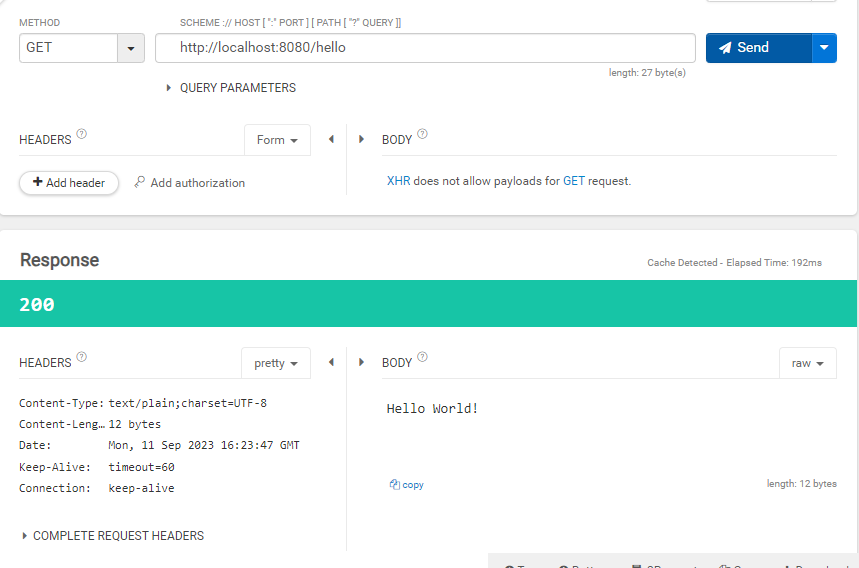 METHOD
SCHEME :// HOST [ ":" PORT ] [ PATH [ "?" QUERY ]]
GET
http://localhost:8080/hello
Send
length: 27 byte(s)
QUERY PARAMETERS
HEADERS ?
Form
BODY ?
Add header
Add authorization
XHR does not allow payloads for GET request.
Response
Cache Detected - Elapsed Time: 192ms
200
HEADERS ?
pretty
BODY ?
raw
Content-Type: text/plain;charset=UTF-8
Content-Leng… 12 bytes
Date: Mon, 11 Sep 2023 16:23:47 GMT
Keep-Alive: timeout=60
Connection: keep-alive
Hello World!
copy
length: 12 bytes
COMPLETE REQUEST HEADERS